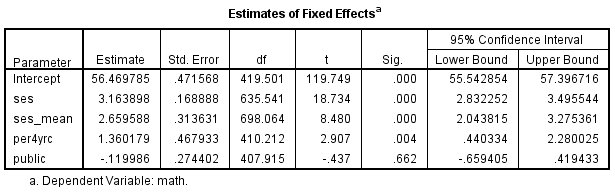 Estimates of Fixed Effectsa
95% Confidence Interval
Parameter Estimate Std. Error df t Sig. Lower Bound Upper Bound
Intercept 56.469785 .471568 419.501 119.749 .000 55.542854 57.396716
ses 3.163898 .168888 635.541 18.734 .000 2.832252 3.495544
ses_mean 2.659588 .313631 698.064 8.480 .000 2.043815 3.275361
per4yrc 1.360179 .467933 410.212 2.907 .004 .440334 2.280025
public -.119986 .274402 407.915 -.437 .662 -.659405 .419433
a. Dependent Variable: math.